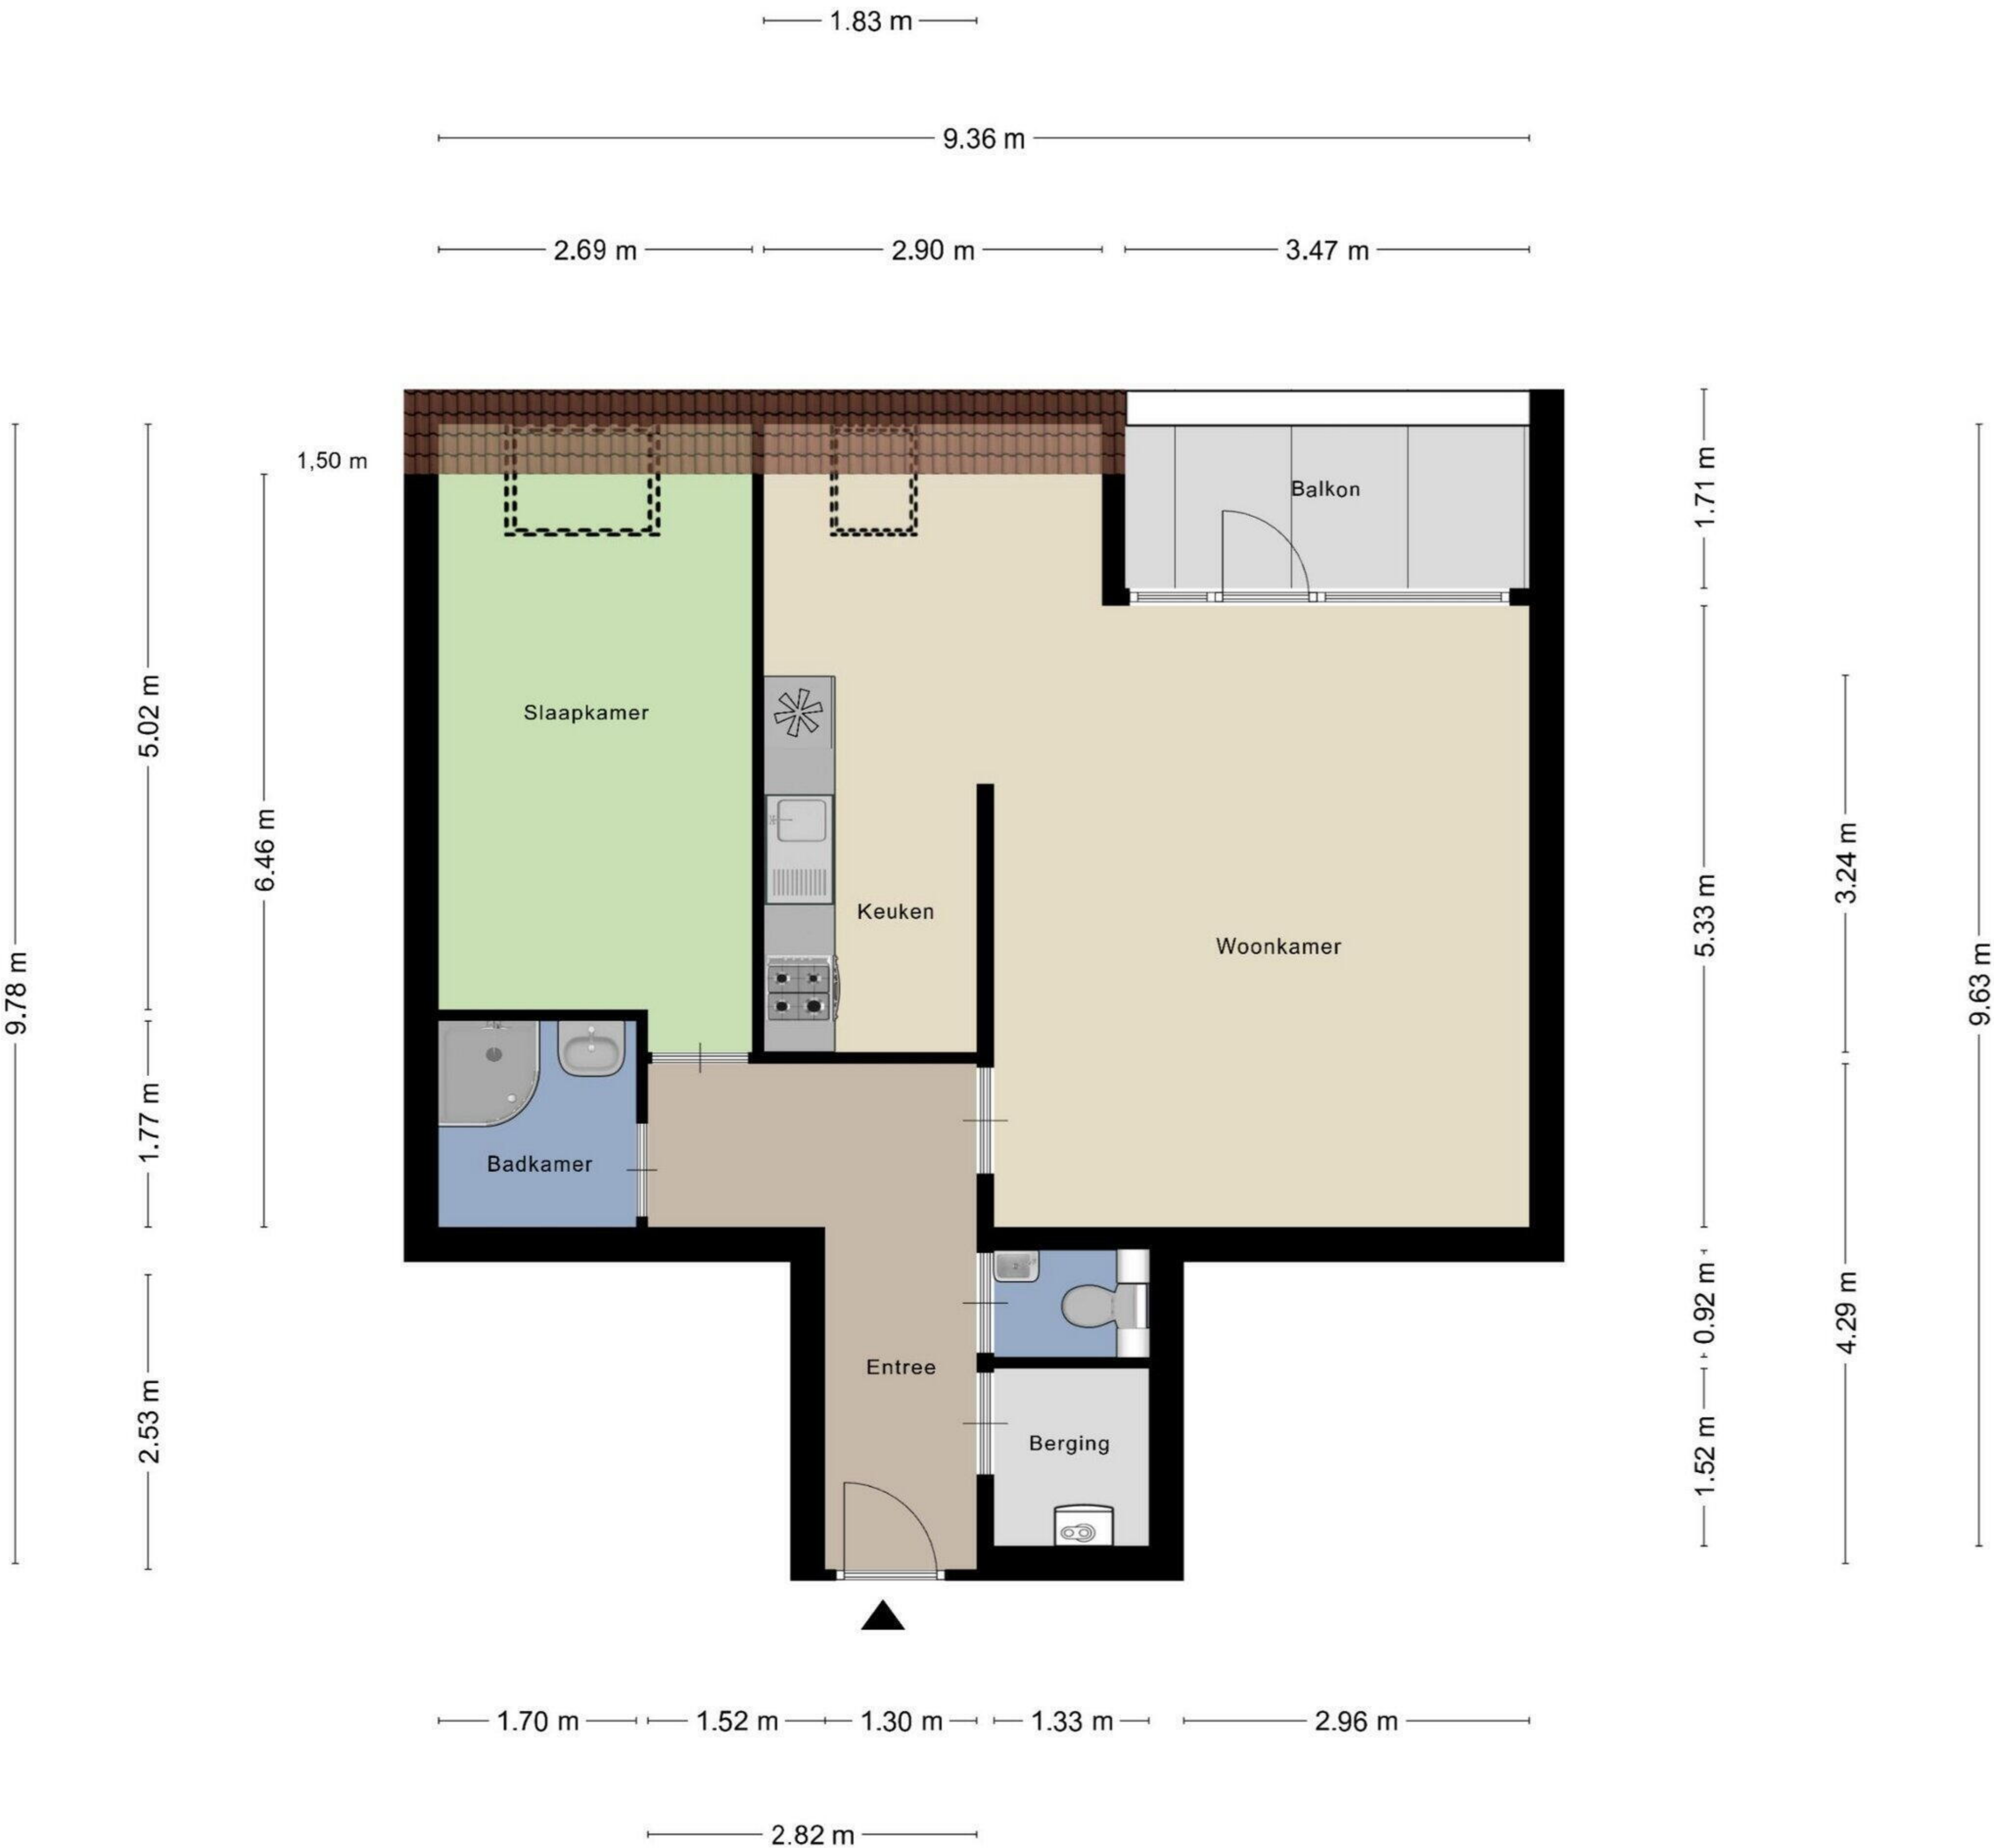 1.83 m
9.36 m
2.69 m
2.90 m
3.47 m
1,50 m
1.71 m
Balkon
5.02 m
Slaapkamer
6.46 m
3.24 m
Keuken
5.33 m
Woonkamer
9.78 m
9.63 m
1.77 m
Badkamer
0.92 m
4.29 m
Entree
2.53 m
Berging
1.52 m
1.70 m
1.52 m
1.30 m
1.33 m
2.96 m
2.82 m